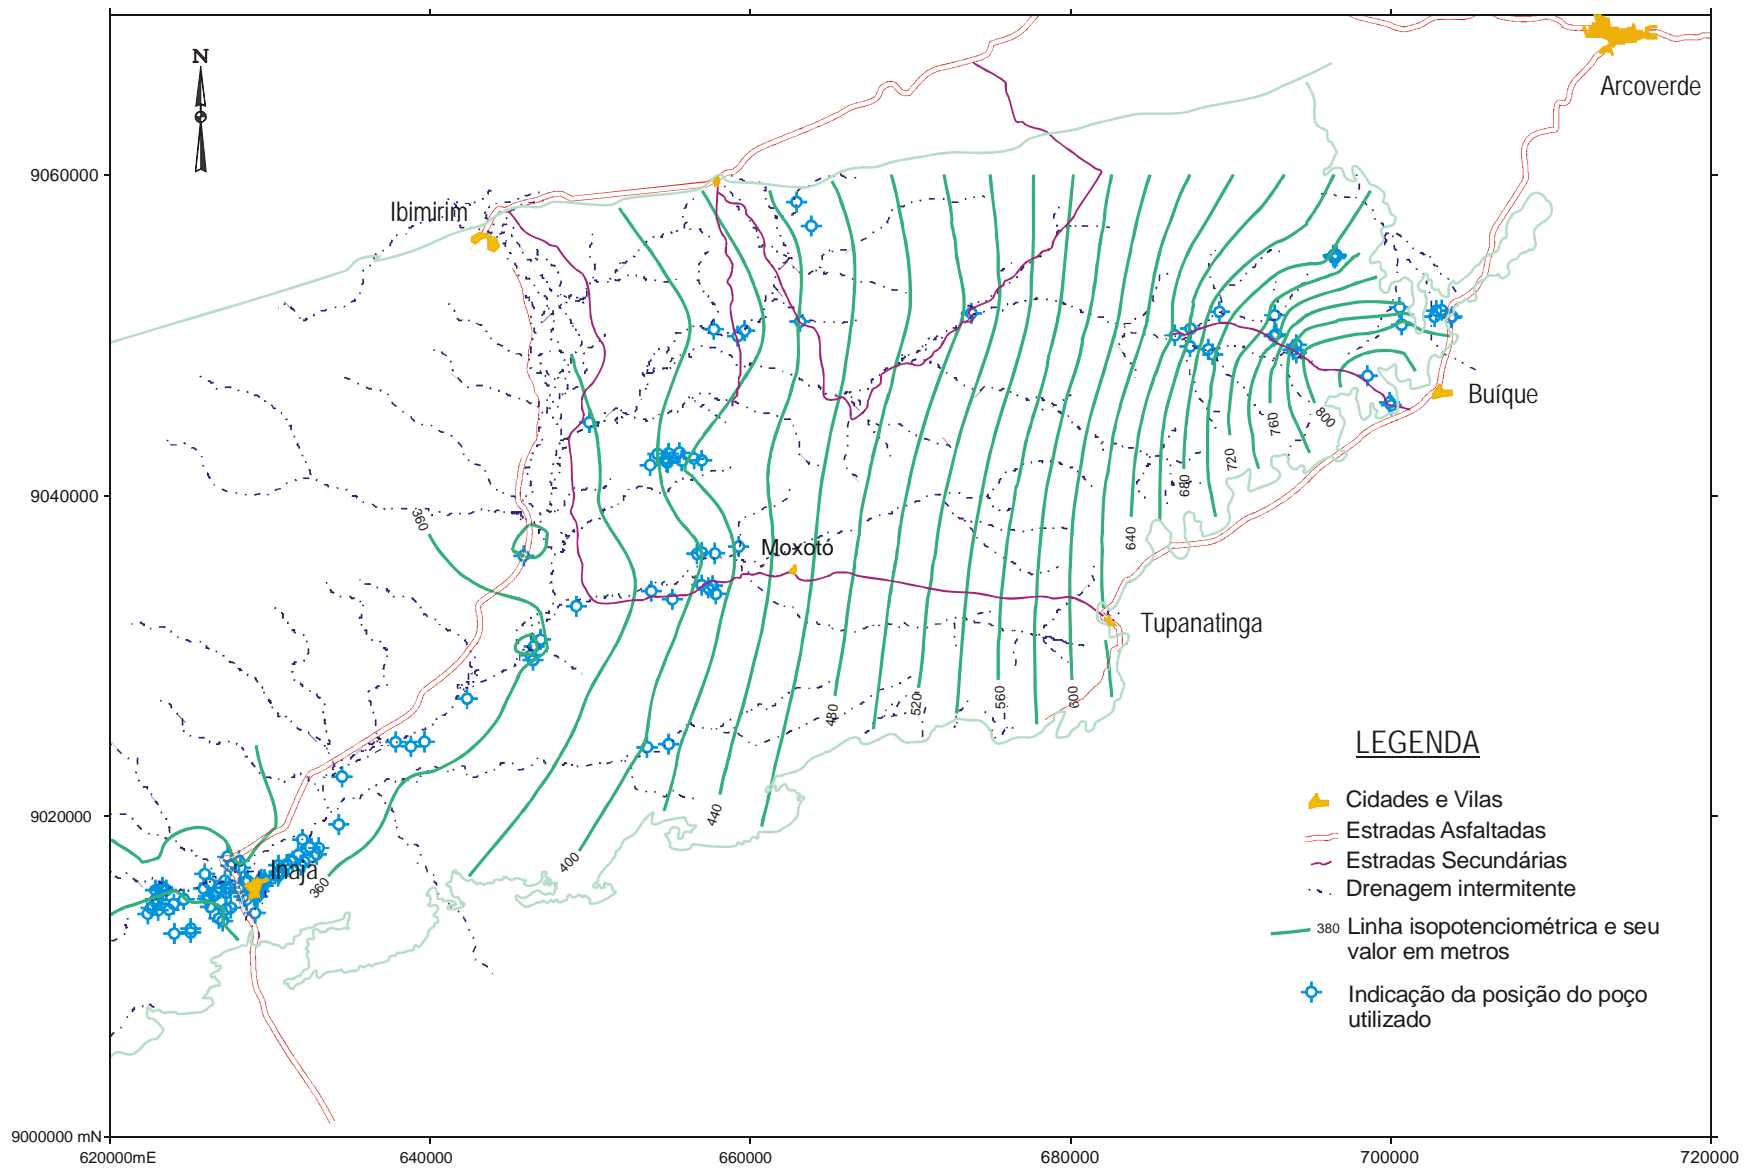 N
Arcoverde
9060000
Ibimirim
Buíque
800
760
720
680
9040000
360
640
Moxotó
Tupanatinga
600
560
520
480
440
400
360
LEGENDA
Cidades e Vilas
Estradas Asfaltadas
Estradas Secundárias
Drenagem intermitente
380 Linha isopotenciométrica e seu
valor em metros
Indicação da posição do poço
utilizado
9020000
Inajá
9000000 mN
620000mE 640000 660000 680000 700000 720000